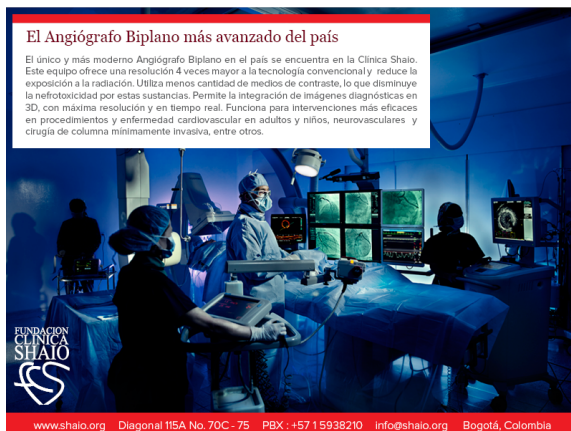 El Angiógrafo Biplano más avanzado del país
El único y más moderno Angiógrafo Biplano en el país se encuentra en la Clínica Shaio.
Este equipo ofrece una resolución 4 veces mayor a la tecnología convencional y reduce la
exposición a la radiación. Utiliza menos cantidad de medios de contraste, lo que disminuye
la nefrotoxicidad por estas sustancias. Permite la integración de imágenes diagnósticas en
3D, con máxima resolución y en tiempo real. Funciona para intervenciones más eficaces
en procedimientos y enfermedad cardiovascular en adultos y niños, neurovasculares y
cirugía de columna mínimamente invasiva, entre otros.
FUNDACION
CLINICA
SHAIO
www.shaio.org Diagonal 115A No. 70C - 75 PBX : +57 1 5938210 info@shaio.org Bogotá, Colombia